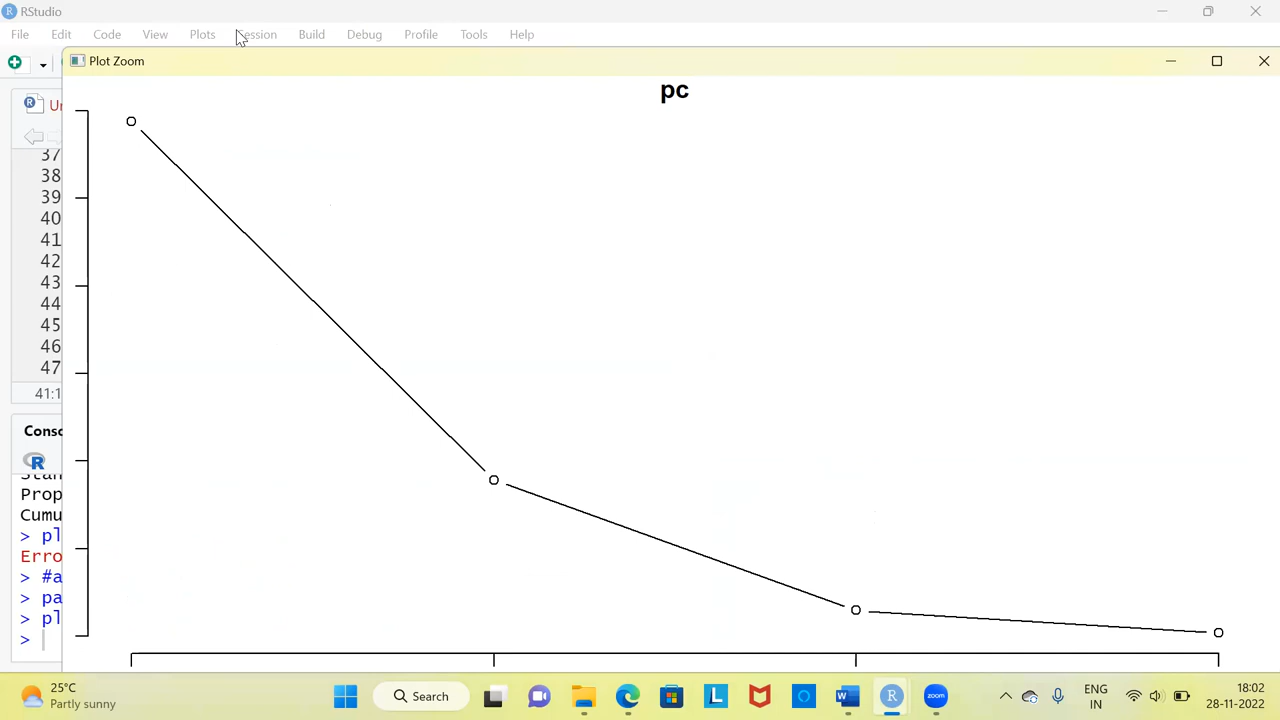 RStudio
File Edit Code View Plots Session Build Debug Profile Tools Help
Plot Zoom
pc
37
38
39
40
41
42
43
44
45
46
47
41:1
Prop
Cumu
> pl
Erro
> #a
> pa
> pl
>
25°C
Partly sunny
Search
zoom
ENG
IN
18:02
28-11-2022